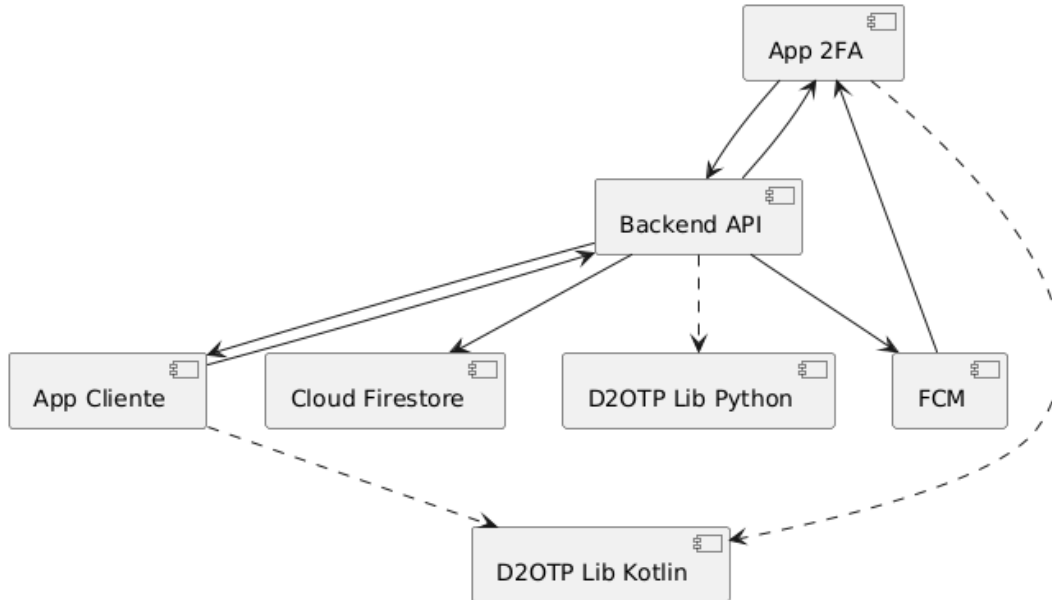 App 2FA
Backend API
App Cliente
Cloud Firestore
D2OTP Lib Python
FCM
D2OTP Lib Kotlin